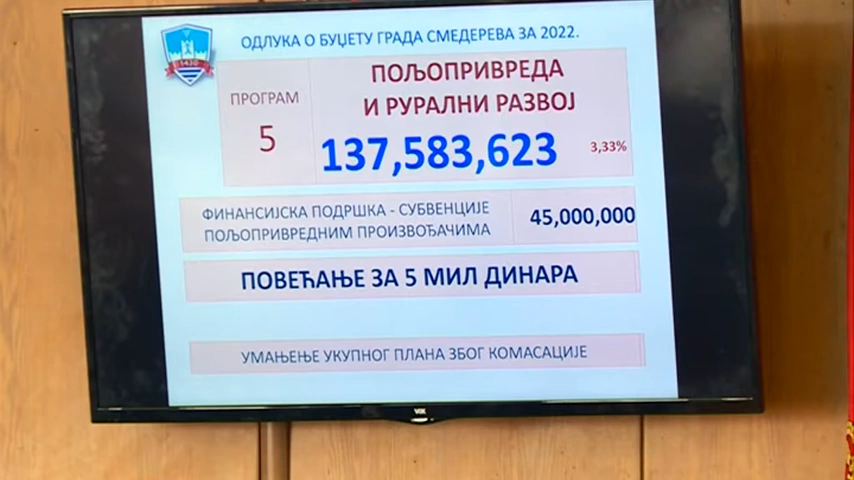 ОДЛУКА О БУЏЕТУ ГРАДА СМЕДЕРЕВА ЗА 2022.
1430
ПРОГРАМ
5
ПОЉОПРИВРЕДА
И РУРАЛНИ РАЗВОЈ
137,583,623
3,33%
ФИНАНСИЈСКА ПОДРШКА - СУБВЕНЦИЈЕ
ПОЉОПРИВРЕДНИМ ПРОИЗВОЂАЧИМА
45,000,000
ПОВЕЋАЊЕ ЗА 5 МИЛ ДИНАРА
УМАЊЕЊЕ УКУПНОГ ПЛАНА ЗБОГ КОМАСАЦИЈЕ
VOX